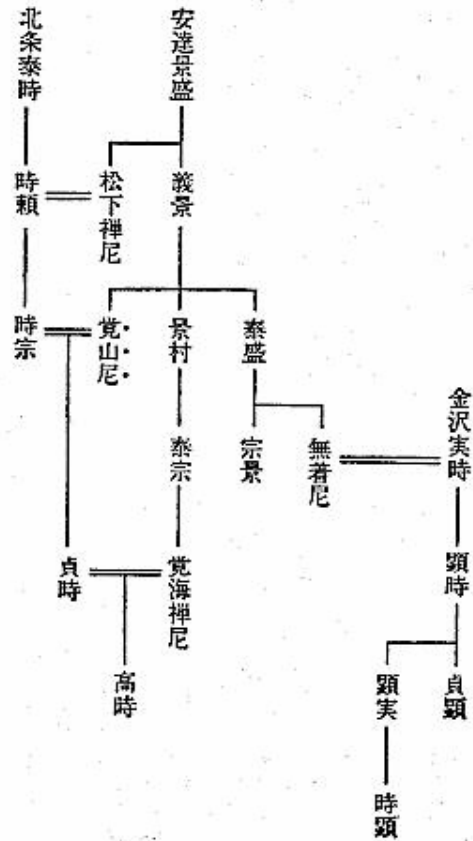 金沢実時
顕時
貞顕
顕実
時顕
安達景盛
義景
松下禅尼
泰盛
景村
覚山尼
無着尼
宗景
泰宗
覚海禅尼
北条泰時
時頼
時宗
貞時
高時